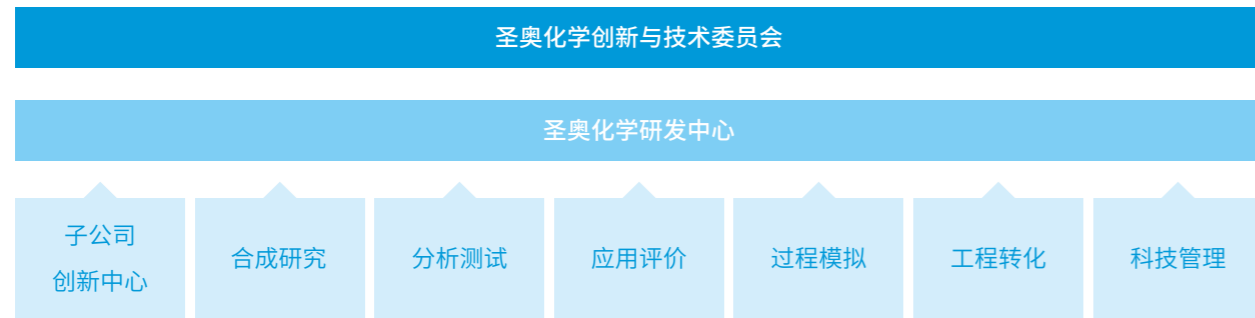 圣奥化学创新与技术委员会
圣奥化学研发中心
子公司
创新中心
合成研究
分析测试
应用评价
过程模拟
工程转化
科技管理